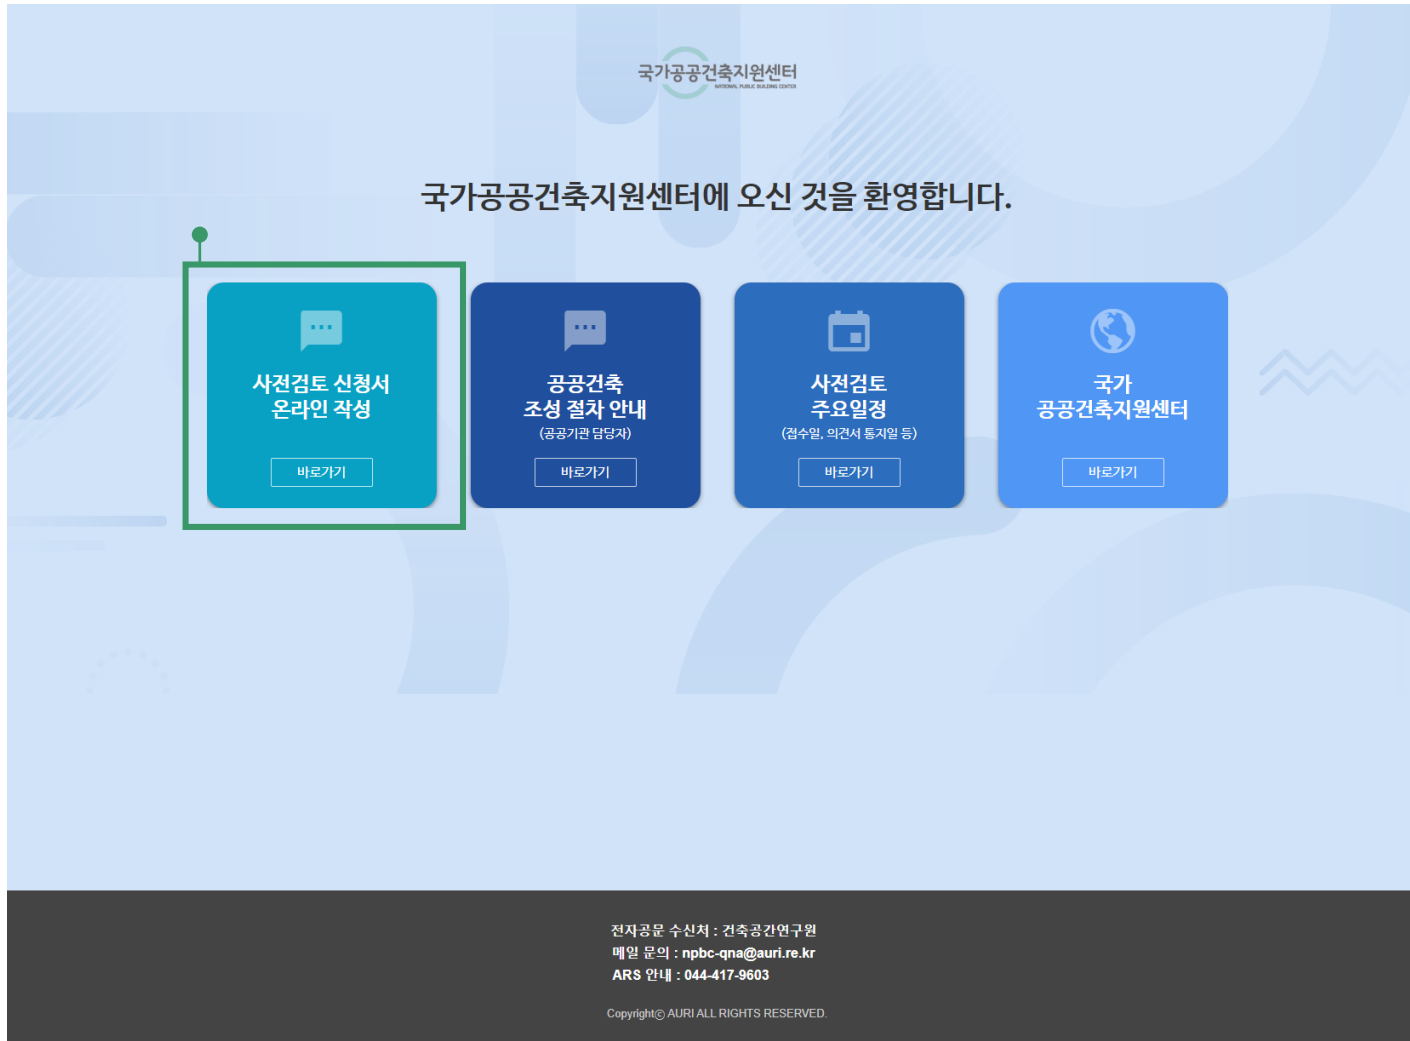 국가공공건축지원센터
NATIONAL PUBLIC BUILDING CENTER
국가공공건축지원센터에 오신 것을 환영합니다.
사전검토 신청서
온라인 작성
바로가기
공공건축
조성 절차 안내
(공공기관 담당자)
바로가기
사전검토
주요일정
(접수일, 의견서 통지일 등)
바로가기
국가
공공건축지원센터
바로가기
전자공문 수신처 : 건축공간연구원
메일 문의 : npbc-qna@auri.re.kr
ARS 안내 : 044-417-9603
Copyrightⓒ AURI ALL RIGHTS RESERVED.